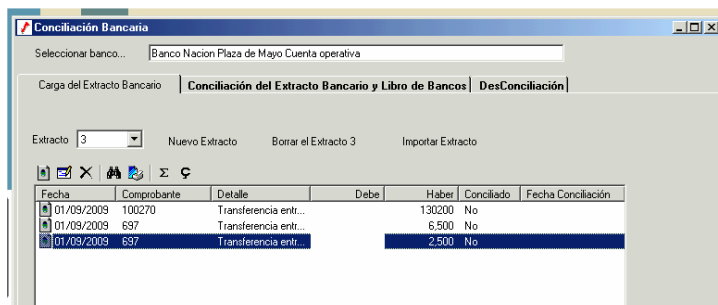 Conciliación Bancaria
Seleccionar banco... Banco Nacion Plaza de Mayo Cuenta operativa
Carga del Extracto Bancario Conciliación del Extracto Bancario y Libro de Bancos DesConciliación
Extracto 3 Nuevo Extracto Borrar el Extracto 3 Importar Extracto
Σ Ç
Fecha Comprobante Detalle Debe Haber Conciliado Fecha Conciliación
01/09/2009 100270 Transferencia entr... 130200 No
01/09/2009 697 Transferencia entr... 6,500 No
01/09/2009 697 Transferencia entr... 2,500 No